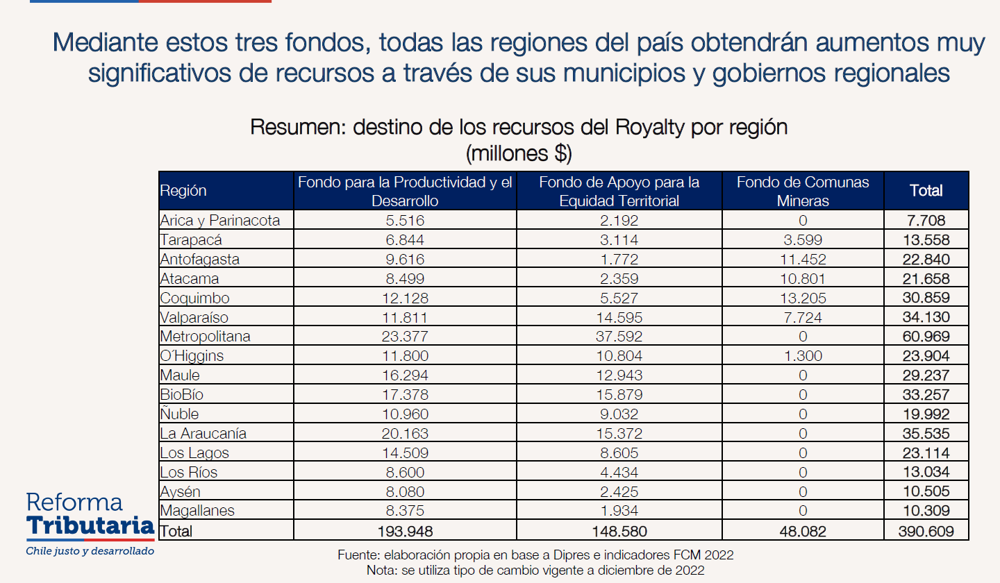 Mediante estos tres fondos, todas las regiones del país obtendrán aumentos muy
significativos de recursos a través de sus municipios y gobiernos regionales
Resumen: destino de los recursos del Royalty por región
(millones $)
Región Fondo para la Productividad y el Desarrollo Fondo de Apoyo para la Equidad Territorial Fondo de Comunas Mineras Total
Arica y Parinacota 5.516 2.192 0 7.708
Tarapacá 6.844 3.114 3.599 13.558
Antofagasta 9.616 1.772 11.452 22.840
Atacama 8.499 2.359 10.801 21.658
Coquimbo 12.128 5.527 13.205 30.859
Valparaíso 11.811 14.595 7.724 34.130
Metropolitana 23.377 37.592 0 60.969
O´Higgins 11.800 10.804 1.300 23.904
Maule 16.294 12.943 0 29.237
BioBío 17.378 15.879 0 33.257
Ñuble 10.960 9.032 0 19.992
La Araucanía 20.163 15.372 0 35.535
Los Lagos 14.509 8.605 0 23.114
Los Ríos 8.600 4.434 0 13.034
Aysén 8.080 2.425 0 10.505
Magallanes 8.375 1.934 0 10.309
Total 193.948 148.580 48.082 390.609
Reforma
Tributaria
Chile justo y desarrollado
Fuente: elaboración propia en base a Dipres e indicadores FCM 2022
Nota: se utiliza tipo de cambio vigente a diciembre de 2022